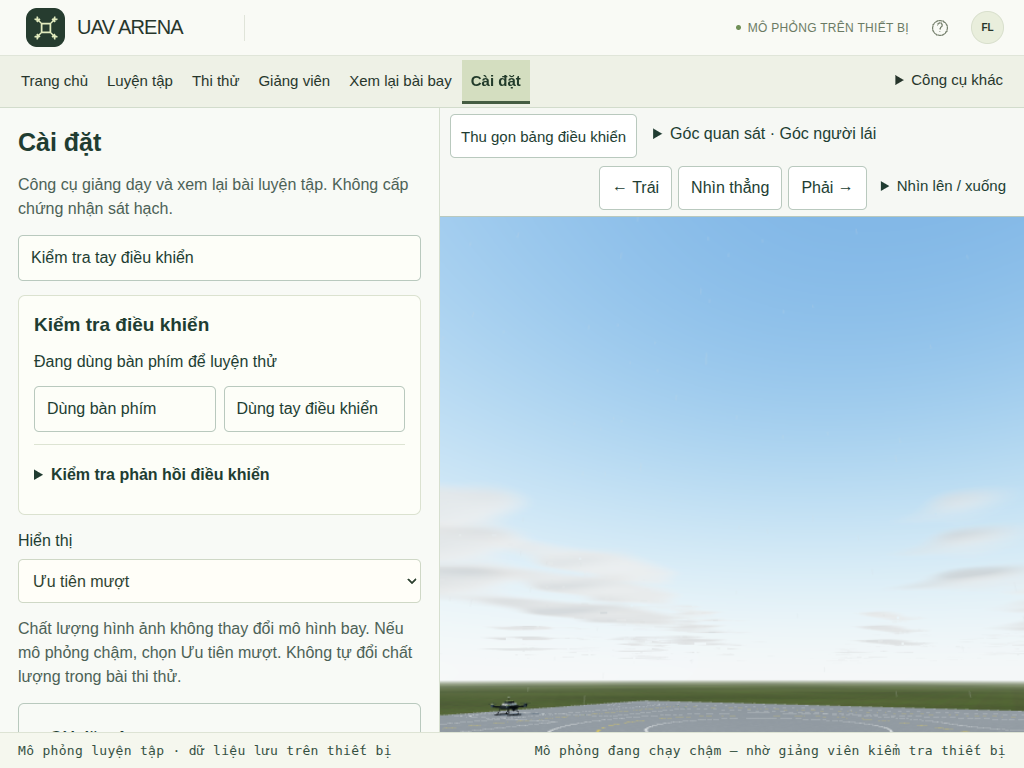 UAV ARENA
MÔ PHỎNG TRÊN THIẾT BỊ
FL
Trang chủ
Luyện tập
Thi thử
Giảng viên
Xem lại bài bay
Cài đặt
Công cụ khác
Cài đặt
Công cụ giảng dạy và xem lại bài luyện tập. Không cấp
chứng nhận sát hạch.
Kiểm tra tay điều khiển
Kiểm tra điều khiển
Đang dùng bàn phím để luyện thử
Dùng bàn phím
Dùng tay điều khiển
Kiểm tra phản hồi điều khiển
Hiển thị
Ưu tiên mượt
Chất lượng hình ảnh không thay đổi mô hình bay. Nếu
mô phỏng chậm, chọn Ưu tiên mượt. Không tự đổi chất
lượng trong bài thi thử.
Thu gọn bảng điều khiển
Góc quan sát · Góc người lái
← Trái
Nhìn thẳng
Phải →
Nhìn lên / xuống
Mô phỏng luyện tập · dữ liệu lưu trên thiết bị
Mô phỏng đang chạy chậm — nhờ giảng viên kiểm tra thiết bị